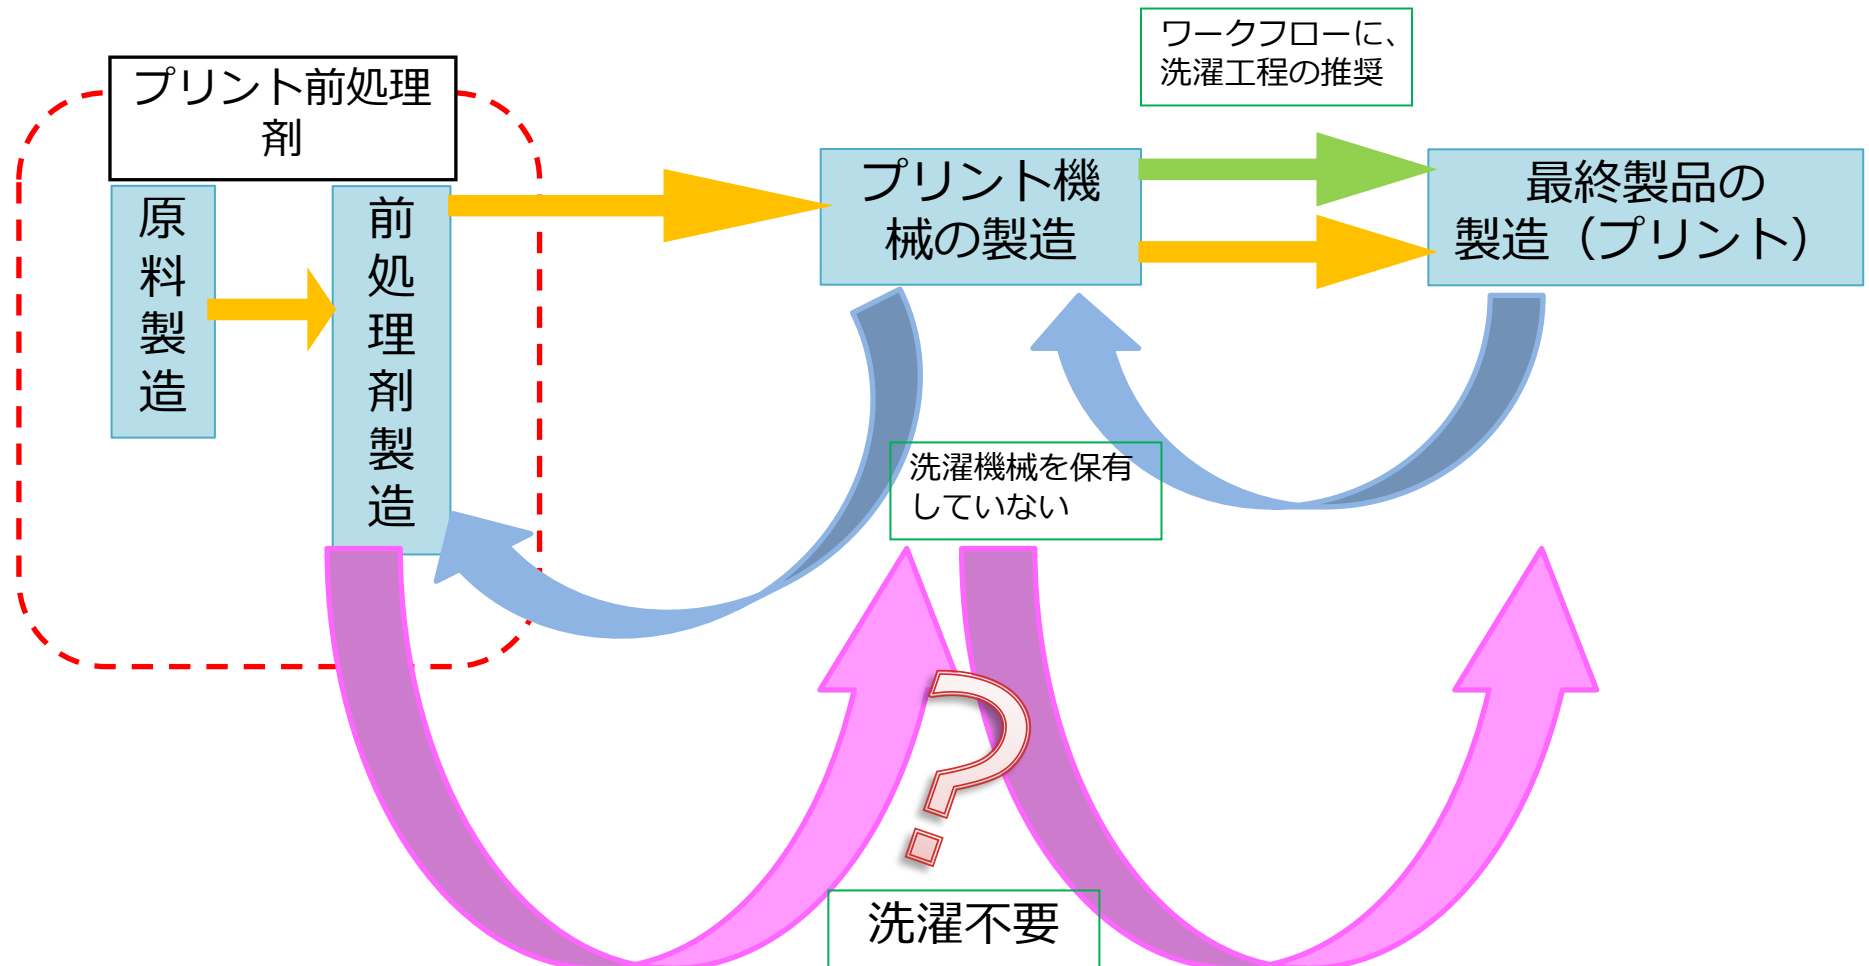 ワークフローに、
洗濯工程の推奨
プリント前処理
剤
原
料
製
造
前
処
理
剤
製
造
プリント機
械の製造
最終製品の
製造（プリント）
洗濯機械を保有
していない
?
洗濯不要